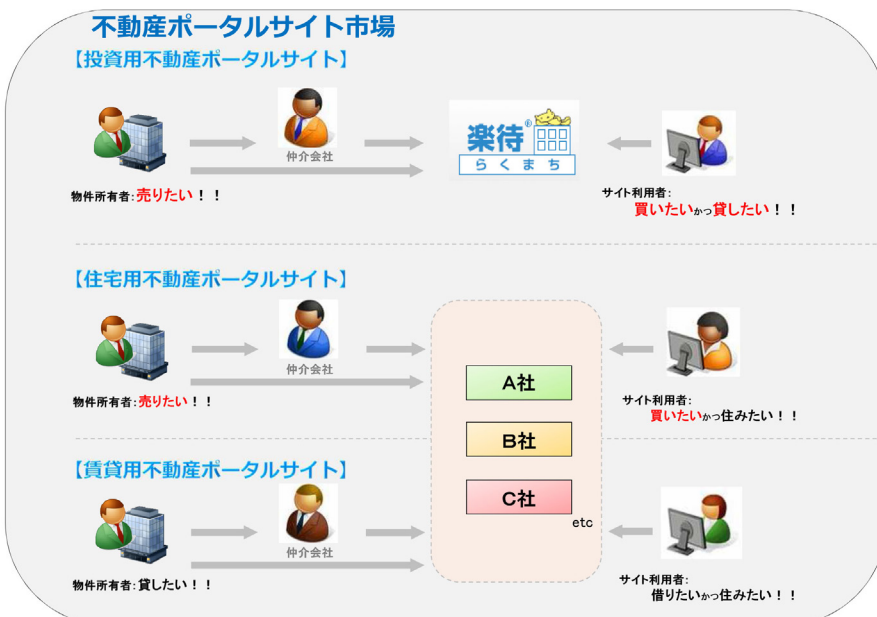 不動産ポータルサイト市場
【投資用不動産ポータルサイト】
仲介会社
楽待®
らくまち
物件所有者：売りたい！！
サイト利用者：
買いたいかつ貸したい！！
【住宅用不動産ポータルサイト】
仲介会社
物件所有者：売りたい！！
A社
B社
C社
etc
サイト利用者：
買いたいかつ住みたい！！
【賃貸用不動産ポータルサイト】
仲介会社
物件所有者：貸したい！！
サイト利用者：
借りたいかつ住みたい！！